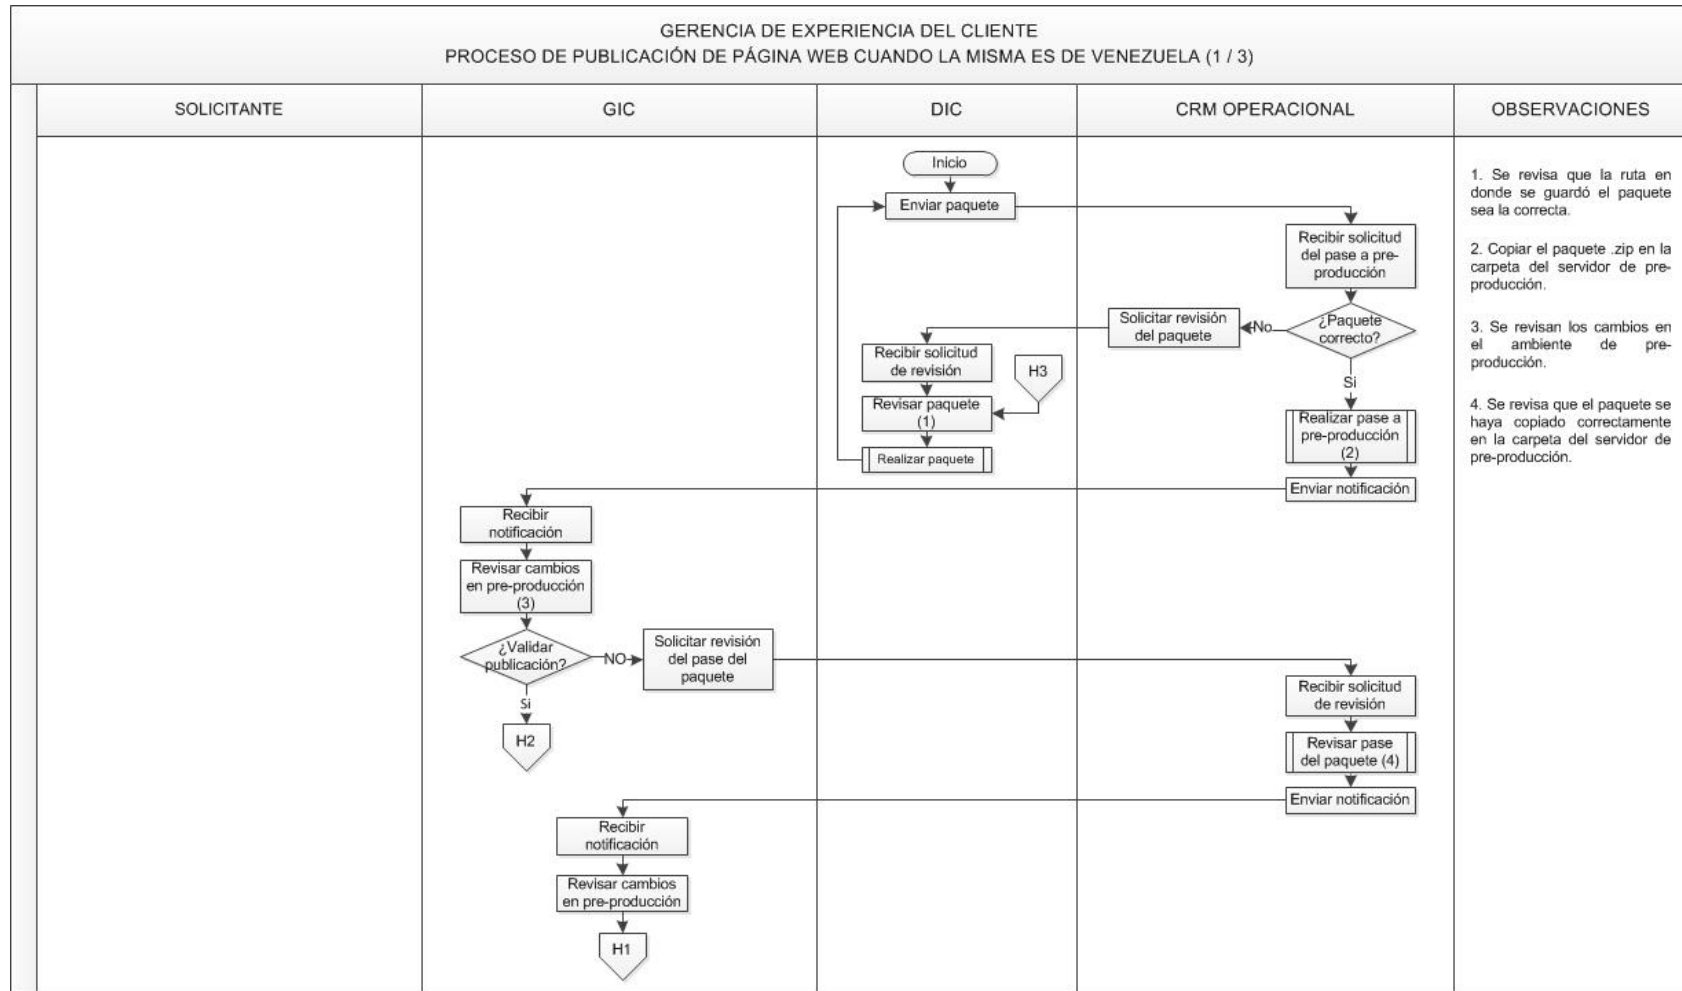 GERENCIA DE EXPERIENCIA DEL CLIENTE
PROCESO DE PUBLICACIÓN DE PÁGINA WEB CUANDO LA MISMA ES DE VENEZUELA (1 / 3)
SOLICITANTE
GIC
DIC
CRM OPERACIONAL
OBSERVACIONES
Inicio
Enviar paquete
Recibir solicitud
del pase a pre-
producción
¿Paquete
correcto?
No
Solicitar revisión
del paquete
Recibir solicitud
de revisión
H3
Revisar paquete
(1)
Realizar paquete
Si
Realizar pase a
pre-producción
(2)
Enviar notificación
Recibir
notificación
Revisar cambios
en pre-producción
(3)
¿Validar
publicación?
NO
Solicitar revisión
del pase del
paquete
Si
H2
Recibir solicitud
de revisión
Revisar pase
del paquete (4)
Enviar notificación
Recibir
notificación
Revisar cambios
en pre-producción
H1
1. Se revisa que la ruta en
donde se guardó el paquete
sea la correcta.
2. Copiar el paquete .zip en la
carpeta del servidor de pre-
producción.
3. Se revisan los cambios en
el ambiente de pre-
producción.
4. Se revisa que el paquete se
haya copiado correctamente
en la carpeta del servidor de
pre-producción.